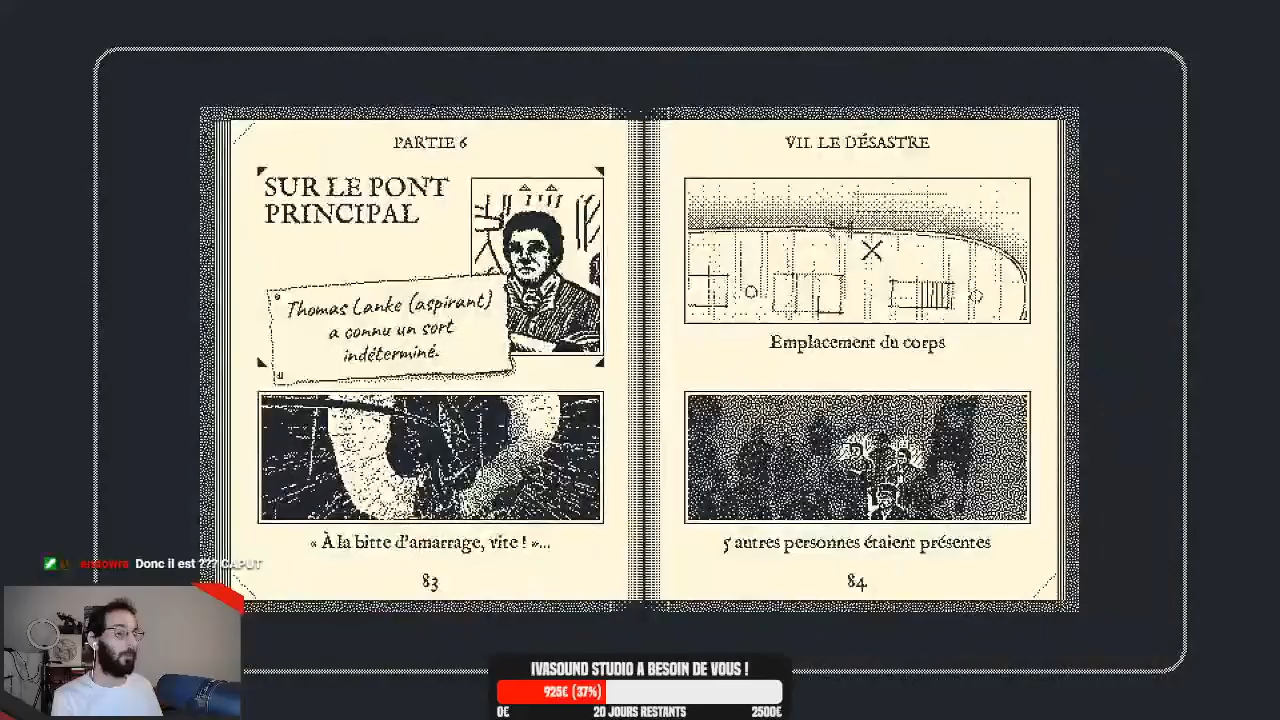 PARTIE 6
SUR LE PONT
PRINCIPAL
Thomas Lanke (aspirant)
a connu un sort
indéterminé.
« À la bitte d'amarrage, vite ! »...
83
VII. LE DÉSASTRE
Emplacement du corps
5 autres personnes étaient présentes
84
Donc il est ??? CAPUT
IVASOUND STUDIO A BESOIN DE VOUS !
925€ (37%)
0€ 20 JOURS RESTANTS 2500€